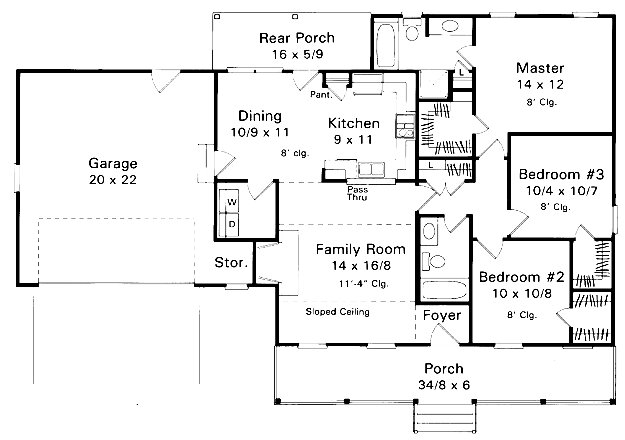 Rear Porch
16 x 5/9
L
Master
14 x 12
8' Clg.
Pant.
Dining
10/9 x 11
Kitchen
9 x 11
8' clg.
Garage
20 x 22
L
Bedroom #3
10/4 x 10/7
8' Clg.
Pass
Thru
W
D
Family Room
14 x 16/8
11'-4" Clg.
Stor.
Bedroom #2
10 x 10/8
8' Clg.
Sloped Ceiling
Foyer
Porch
34/8 x 6